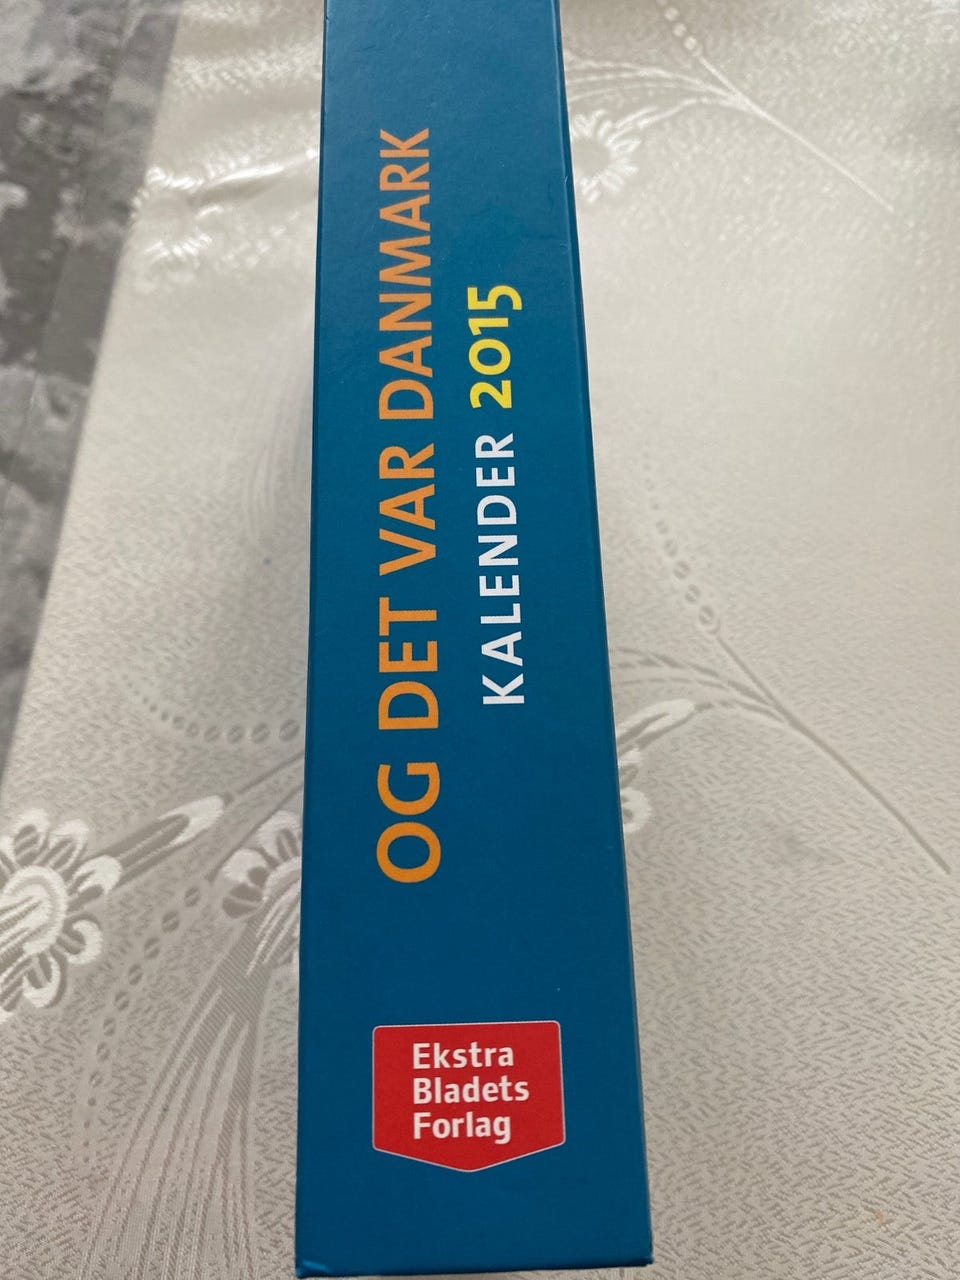 OG DET VAR DANMARK
KALENDER 2015
Ekstra
Bladets
Forlag